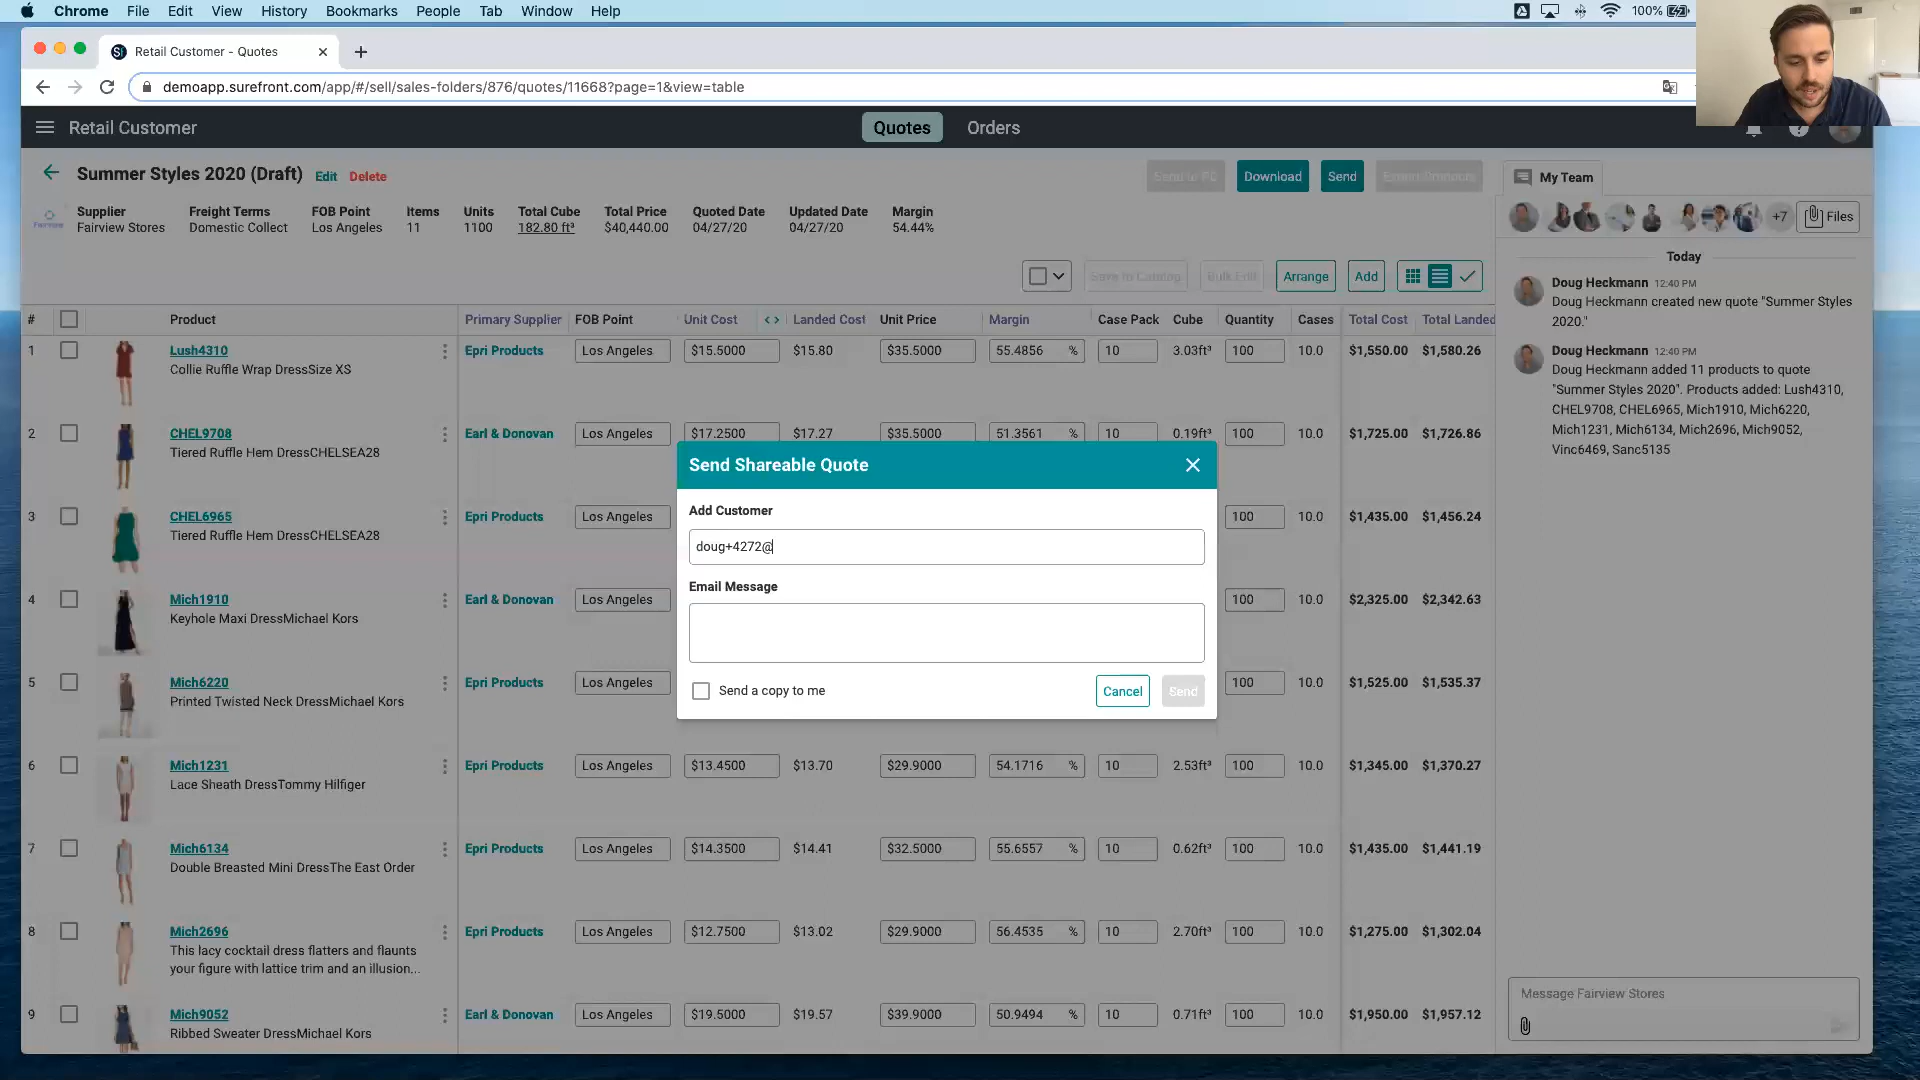 Chrome File Edit View History Bookmarks People Tab Window Help 100%
Retail Customer - Quotes
demoapp.surefront.com/app/#/sell/sales-folders/876/quotes/11668?page=1&view=table
Retail Customer Quotes Orders
Summer Styles 2020 (Draft) Edit Delete Download Send Export Products
Supplier Freight Terms FOB Point Items Units Total Cube Total Price Quoted Date Updated Date Margin
Fairview Stores Domestic Collect Los Angeles 11 1100 182.80 ft³ $40,440.00 04/27/20 04/27/20 54.44%
Save to Catalog Bulk Edit Arrange Add
# Product Primary Supplier FOB Point Unit Cost <> Landed Cost Unit Price Margin Case Pack Cube Quantity Cases Total Cost Total Landed
1 Lush4310 Epri Products Los Angeles $15.5000 $15.80 $35.5000 55.4856 % 10 3.03ft³ 100 10.0 $1,550.00 $1,580.26
Collie Ruffle Wrap DressSize XS
2 CHEL9708 Earl & Donovan Los Angeles $17.2500 $17.27 $35.5000 51.3561 % 10 0.19ft³ 100 10.0 $1,725.00 $1,726.86
Tiered Ruffle Hem DressCHELSEA28
3 CHEL6965 Epri Products Los Angeles 100 10.0 $1,435.00 $1,456.24
Tiered Ruffle Hem DressCHELSEA28
4 Mich1910 Earl & Donovan Los Angeles 100 10.0 $2,325.00 $2,342.63
Keyhole Maxi DressMichael Kors
5 Mich6220 Epri Products Los Angeles 100 10.0 $1,525.00 $1,535.37
Printed Twisted Neck DressMichael Kors
6 Mich1231 Epri Products Los Angeles $13.4500 $13.70 $29.9000 54.1716 % 10 2.53ft³ 100 10.0 $1,345.00 $1,370.27
Lace Sheath DressTommy Hilfiger
7 Mich6134 Epri Products Los Angeles $14.3500 $14.41 $32.5000 55.6557 % 10 0.62ft³ 100 10.0 $1,435.00 $1,441.19
Double Breasted Mini DressThe East Order
8 Mich2696 Epri Products Los Angeles $12.7500 $13.02 $29.9000 56.4535 % 10 2.70ft³ 100 10.0 $1,275.00 $1,302.04
This lacy cocktail dress flatters and flaunts
your figure with lattice trim and an illusion...
9 Mich9052 Earl & Donovan Los Angeles $19.5000 $19.57 $39.9000 50.9494 % 10 0.71ft³ 100 10.0 $1,950.00 $1,957.12
Ribbed Sweater DressMichael Kors
Send Shareable Quote
Add Customer
doug+4272@
Email Message
Send a copy to me Cancel Send
My Team
+7 Files
Today
Doug Heckmann 12:40 PM
Doug Heckmann created new quote "Summer Styles
2020."
Doug Heckmann 12:40 PM
Doug Heckmann added 11 products to quote
"Summer Styles 2020". Products added: Lush4310,
CHEL9708, CHEL6965, Mich1910, Mich6220,
Mich1231, Mich6134, Mich2696, Mich9052,
Vinc6469, Sanc5135
Message Fairview Stores